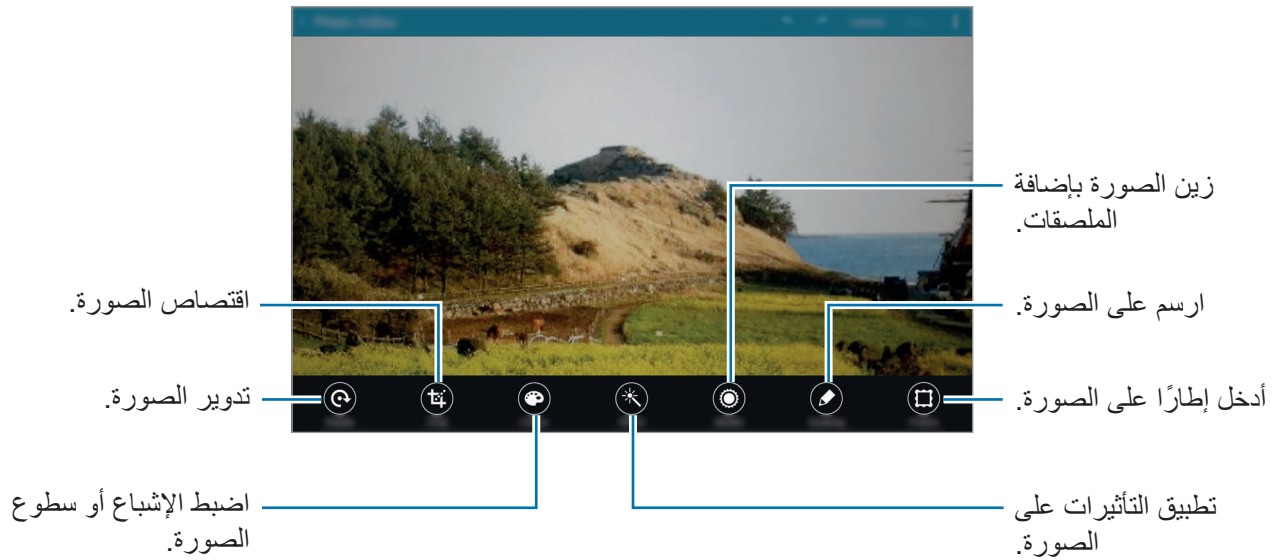 زين الصورة بإضافة
الملصقات.
ارسم على الصورة.
أدخل إطارًا على الصورة.
تطبيق التأثيرات على
الصورة.
اقتصاص الصورة.
تدوير الصورة.
اضبط الإشباع أو سطوع
الصورة.